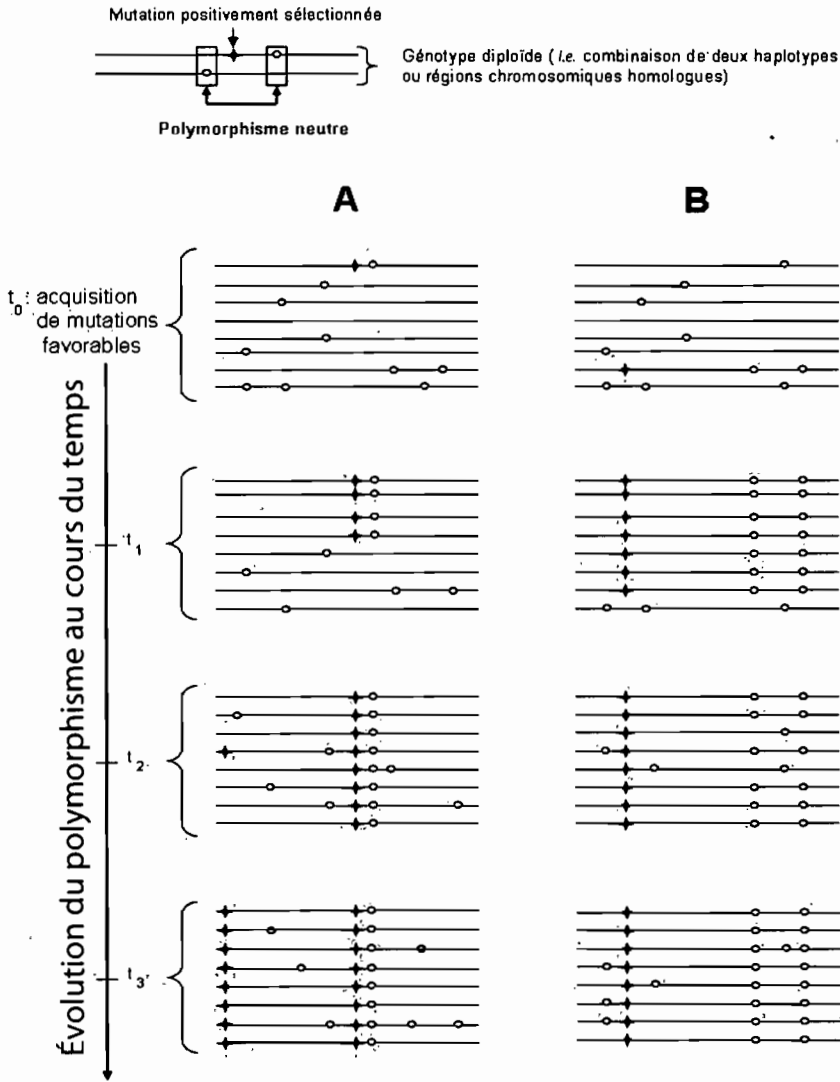 Mutation positivement sélectionnée
Génotype diploïde ( i.e. combinaison de deux haplotypes
ou régions chromosomiques homologues)
Polymorphisme neutre
A
B
t0 : acquisition
de mutations
favorables
Évolution du polymorphisme au cours du temps
t1
t2
t3